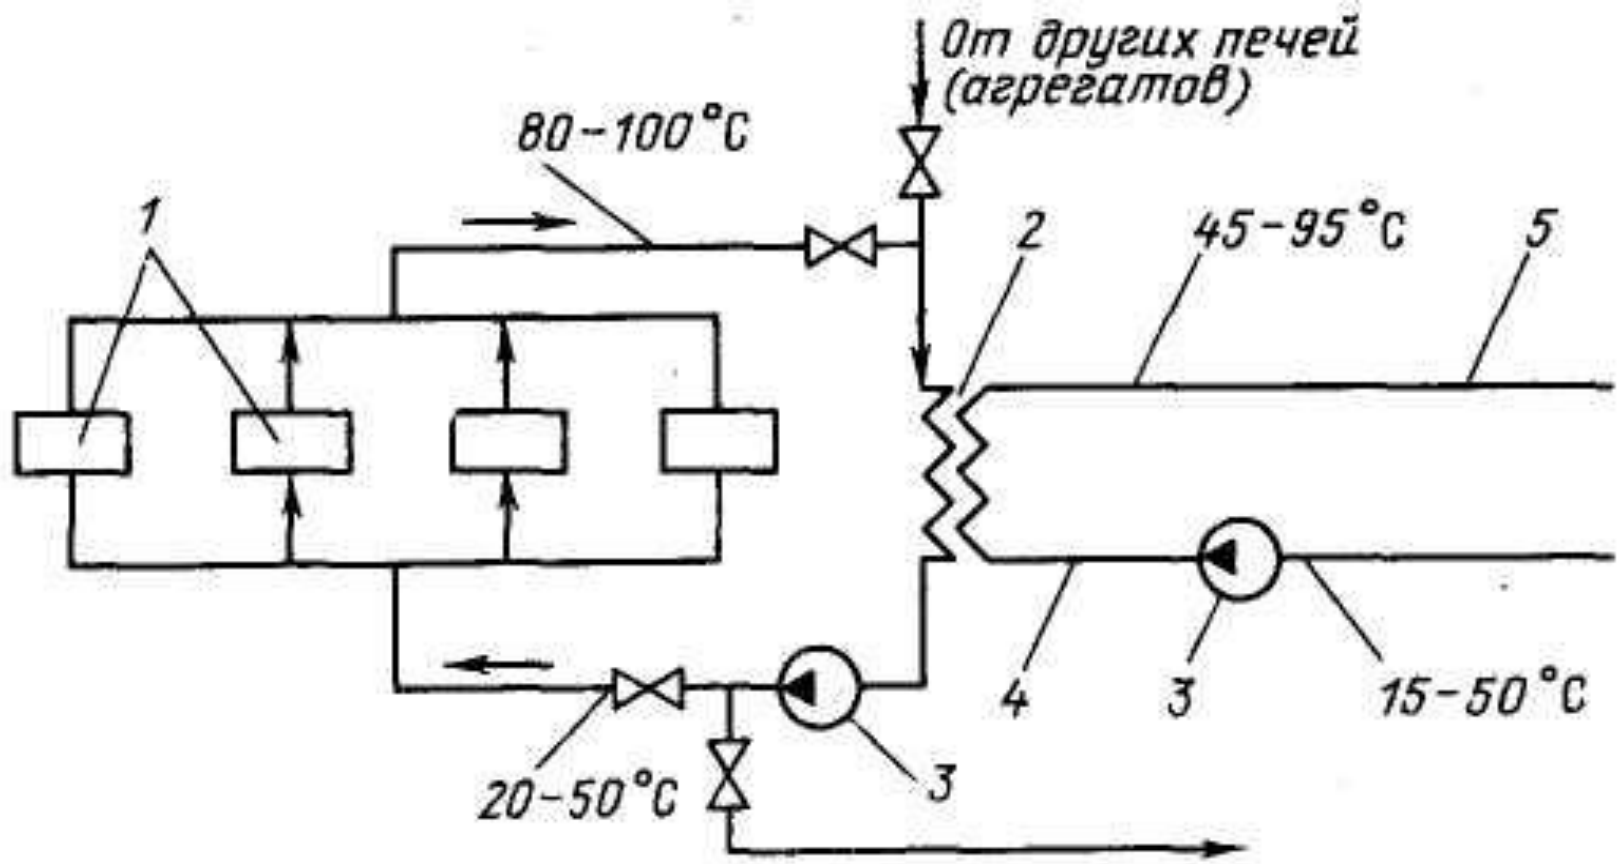 От других печей
(агрегатов)
80-100°С
1
2
45-95°С
5
4
3
15-50°С
20-50°С
3